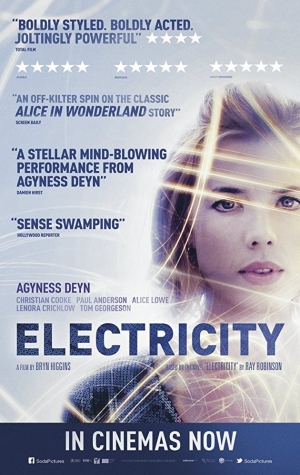 "BOLDLY STYLED. BOLDLY ACTED.
JOLTINGLY POWERFUL" ★★★★
TOTAL FILM
★★★★★ ★★★★★ ★★★★★
"AN OFF-KILTER SPIN ON THE CLASSIC
ALICE IN WONDERLAND STORY"
SCREEN DAILY
"A STELLAR MIND-BLOWING
PERFORMANCE FROM
AGYNESS DEYN"
DAMIEN HIRST
"SENSE SWAMPING"
HOLLYWOOD REPORTER
AGYNESS DEYN
CHRISTIAN COOKE PAUL ANDERSON ALICE LOWE
LENORA CRICHLOW TOM GEORGESON
ELECTRICITY
A FILM BY BRYN HIGGINS "ELECTRICITY" BY RAY ROBINSON
IN CINEMAS NOW
SodaPictures SodaPictures